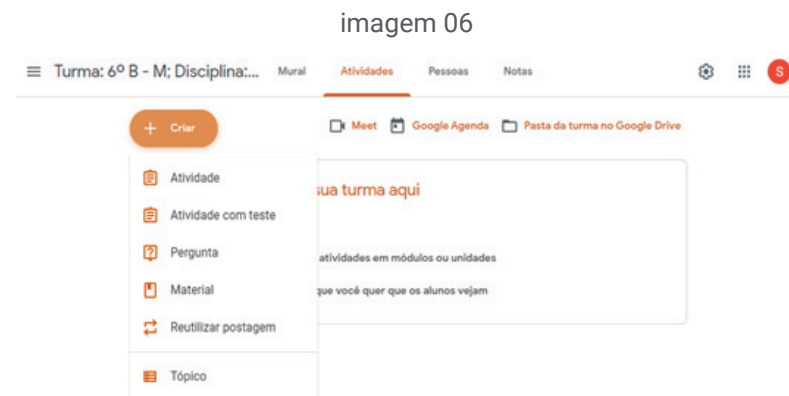 imagem 06
Turma: 6º B - M; Disciplina:... Mural Atividades Pessoas Notas S
+ Criar Meet Google Agenda Pasta da turma no Google Drive
Atividade
sua turma aqui
Atividade com teste
Pergunta
atividades em módulos ou unidades
Material
que você quer que os alunos vejam
Reutilizar postagem
Tópico